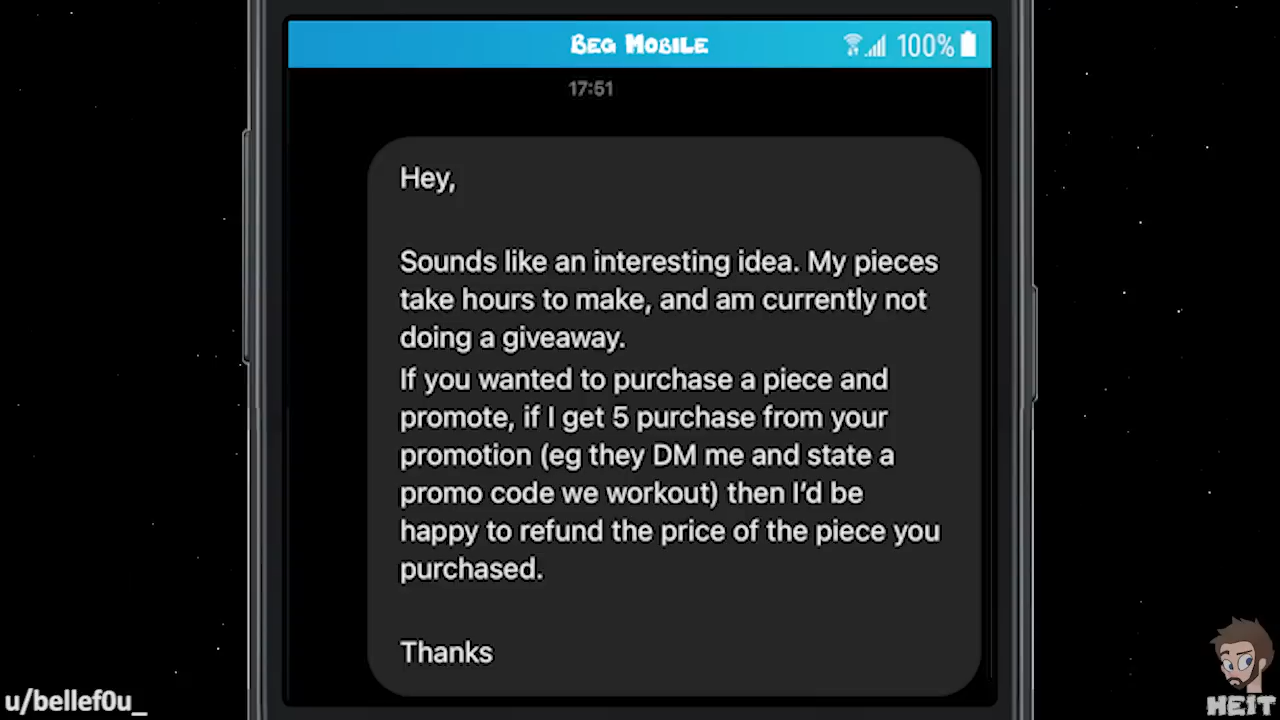 BEG MOBILE
100%
17:51
Hey,
Sounds like an interesting idea. My pieces
take hours to make, and am currently not
doing a giveaway.
If you wanted to purchase a piece and
promote, if I get 5 purchase from your
promotion (eg they DM me and state a
promo code we workout) then I'd be
happy to refund the price of the piece you
purchased.
Thanks
u/bellef0u_
HEIT